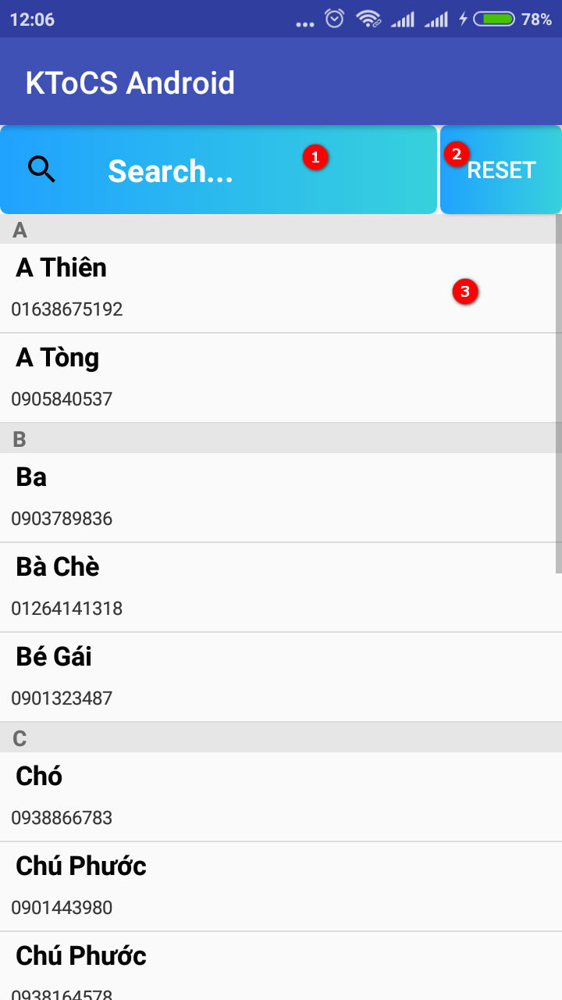 12:06 78%
KToCS Android
Search... 1
2 RESET
A
A Thiên
3
01638675192
A Tòng
0905840537
B
Ba
0903789836
Bà Chè
01264141318
Bé Gái
0901323487
C
Chó
0938866783
Chú Phước
0901443980
Chú Phước
0938164578